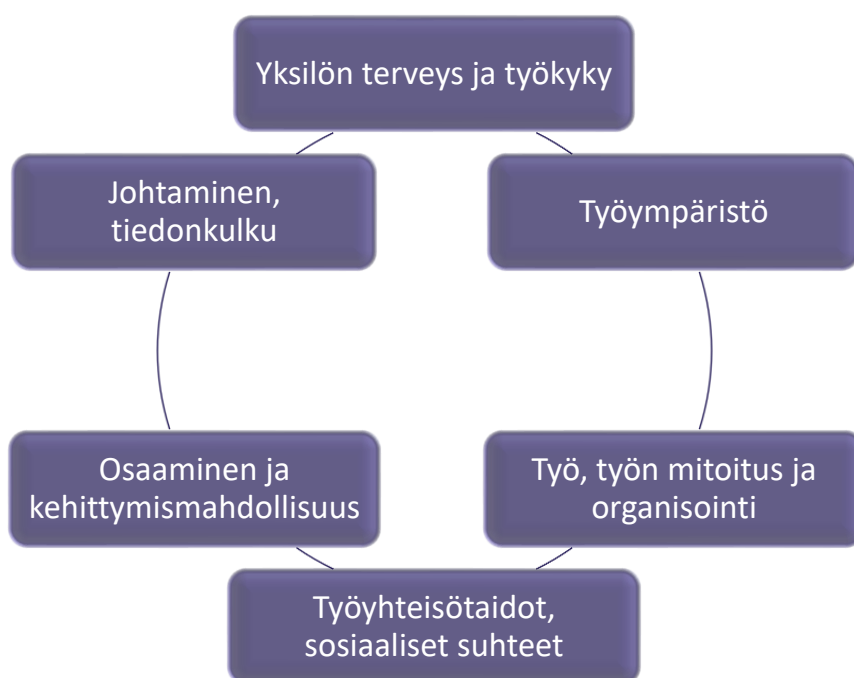 Yksilön terveys ja työkyky
Johtaminen,
tiedonkulku
Työympäristö
Osaaminen ja
kehittymismahdollisuus
Työ, työn mitoitus ja
organisointi
Työyhteisötaidot,
sosiaaliset suhteet